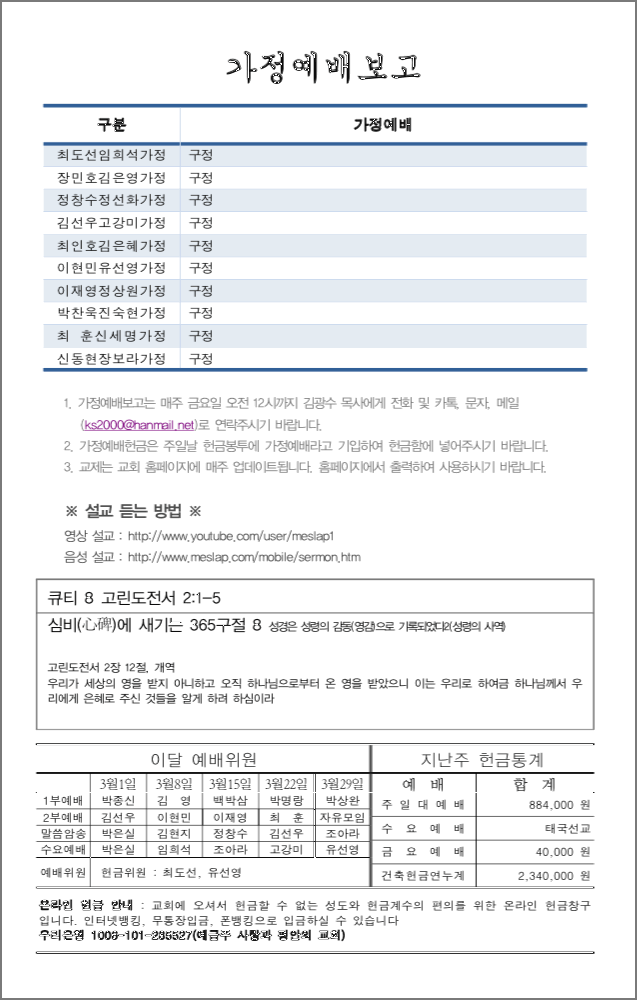 가정예배보고
구분 가정예배
최도선임희석가정 구정
장민호김은영가정 구정
정창수정선화가정 구정
김선우고강미가정 구정
최인호김은혜가정 구정
이현민유선영가정 구정
이재영정상원가정 구정
박찬욱진숙현가정 구정
최 훈신세명가정 구정
신동현장보라가정 구정
1. 가정예배보고는 매주 금요일 오전 12시까지 김광수 목사에게 전화 및 카톡, 문자, 메일
(ks2000@hanmail.net)로 연락주시기 바랍니다.
2. 가정예배헌금은 주일날 헌금봉투에 가정예배라고 기입하여 헌금함에 넣어주시기 바랍니다.
3. 교제는 교회 홈페이지에 매주 업데이트됩니다. 홈페이지에서 출력하여 사용하시기 바랍니다.
※ 설교 듣는 방법 ※
영상 설교 : http://www.youtube.com/user/meslap1
음성 설교 : http://www.meslap.com/mobile/sermon.htm
큐티 8 고린도전서 2:1-5
심비(心碑)에 새기는 365구절 8 성경은 성령의 감동(영감)으로 기록되었다2(성령의 사역)
고린도전서 2장 12절, 개역
우리가 세상의 영을 받지 아니하고 오직 하나님으로부터 온 영을 받았으니 이는 우리로 하여금 하나님께서 우
리에게 은혜로 주신 것들을 알게 하려 하심이라
이달 예배위원 지난주 헌금통계
3월1일 3월8일 3월15일 3월22일 3월29일 예 배 합 계
1부예배 박종신 김 영 백박삼 박명랑 박상완 주 일 대 예 배 884,000 원
2부예배 김선우 이현민 이재영 최 훈 자유모임
말씀암송 박은실 김현지 정창수 김선우 조아라 수 요 예 배 태국선교
수요예배 박은실 임희석 조아라 고강미 유선영 금 요 예 배 40,000 원
예배위원 헌금위원 : 최도선, 유선영 건축헌금연누계 2,340,000 원
온라인 헌금 안내 : 교회에 오셔서 헌금할 수 없는 성도와 헌금계수의 편의를 위한 온라인 헌금창구
입니다. 인터넷뱅킹, 무통장입금, 폰뱅킹으로 입금하실 수 있습니다
우리은행 1005-101-235527(예금주 사랑과 평안의 교회)